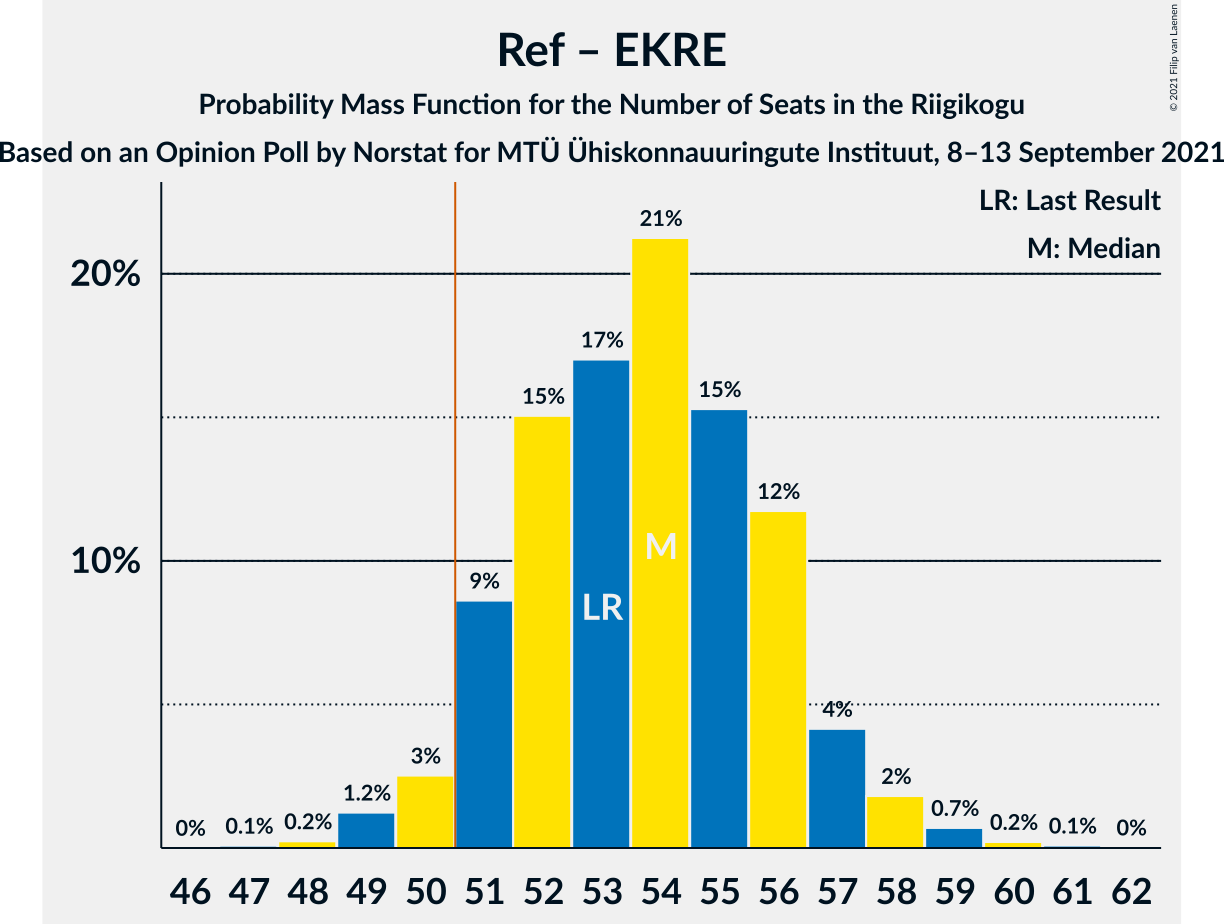 Ref – EKRE
Probability Mass Function for the Number of Seats in the Riigikogu
Based on an Opinion Poll by Norstat for MTÜ Ühiskonnauuringute Instituut, 8–13 September 2021
© 2021 Filip van Laenen
LR: Last Result
M: Median
20%
10%
0% 0.1% 0.2% 1.2% 3% 9% 15% 17% 21% 15% 12% 4% 2% 0.7% 0.2% 0.1% 0%
M
LR
46 47 48 49 50 51 52 53 54 55 56 57 58 59 60 61 62